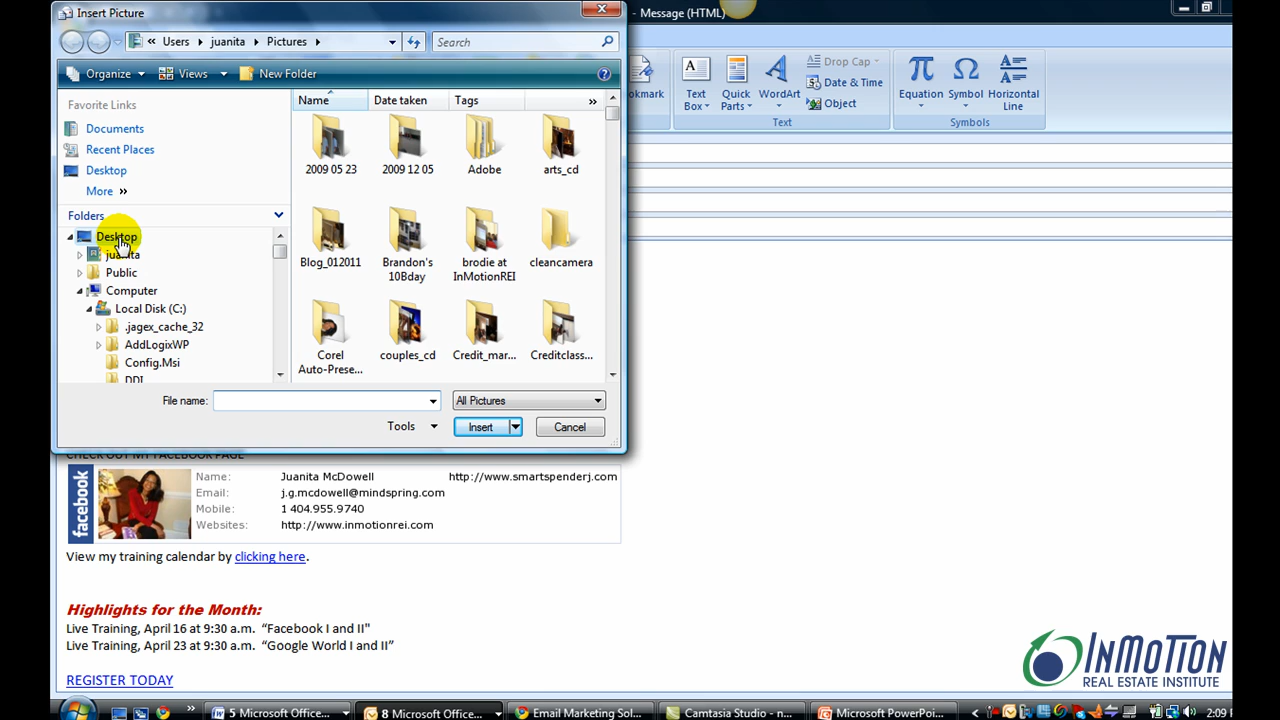 Insert Picture
- Message (HTML)
Users
juanita
Pictures
Search
Organize
Views
New Folder
Favorite Links
Documents
Recent Places
Desktop
More
Folders
Desktop
Public
Computer
Local Disk (C:)
.jagex_cache_32
AddLogixWP
Config.Msi
DDI
Name
Date taken
Tags
2009 05 23
2009 12 05
Adobe
arts_cd
Blog_012011
Brandon's
10Bday
brodie at
InMotionREI
cleancamera
Corel
Auto-Prese...
couples_cd
Credit_mar...
Creditclass...
File name:
All Pictures
Tools
Insert
Cancel
Text
Box
Quick
Parts
WordArt
Drop Cap
Date & Time
Object
Text
Equation
Symbol
Horizontal
Line
Symbols
CHECK OUT MY FACEBOOK PAGE
facebook
Name: Juanita McDowell http://www.smartspenderj.com
Email: j.g.mcdowell@mindspring.com
Mobile: 1 404.955.9740
Websites: http://www.inmotionrei.com
View my training calendar by clicking here.
Highlights for the Month:
Live Training, April 16 at 9:30 a.m. “Facebook I and II"
Live Training, April 23 at 9:30 a.m. “Google World I and II”
REGISTER TODAY
INMOTION
REAL ESTATE INSTITUTE
5 Microsoft Office...
8 Microsoft Office...
Email Marketing Sol...
Camtasia Studio - n...
Microsoft PowerPoi...
2:09